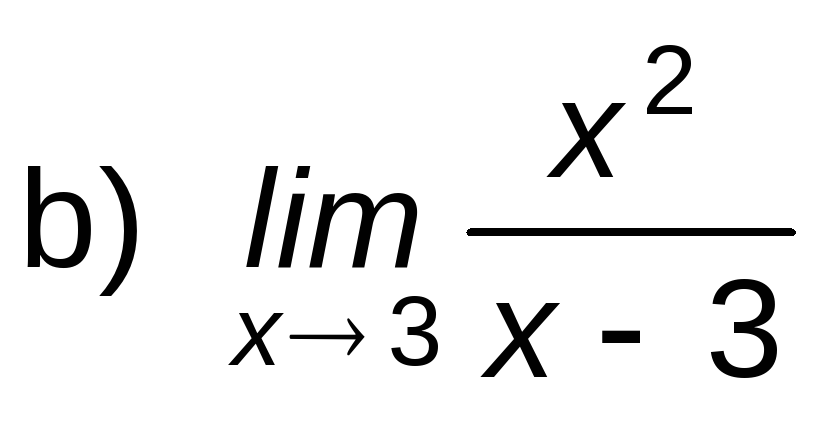 b) lim x→3 x² / x - 3